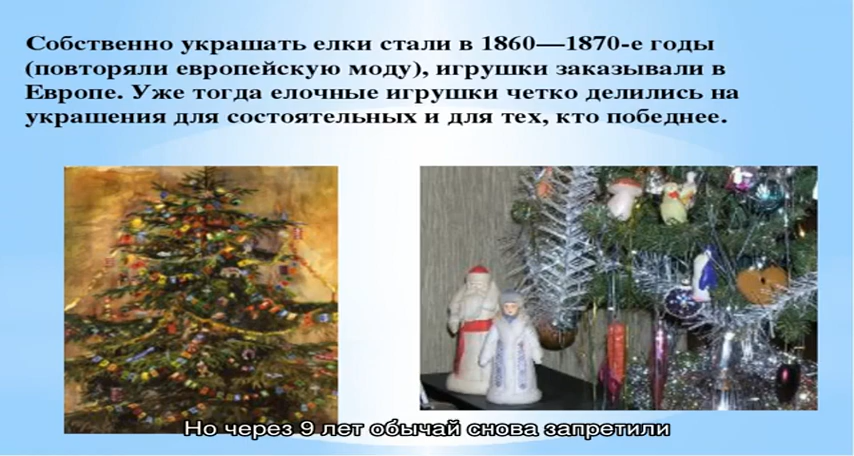 Собственно украшать елки стали в 1860—1870-е годы
(повторяли европейскую моду), игрушки заказывали в
Европе. Уже тогда елочные игрушки четко делились на
украшения для состоятельных и для тех, кто победнее.
Но через 9 лет обычай снова запретили